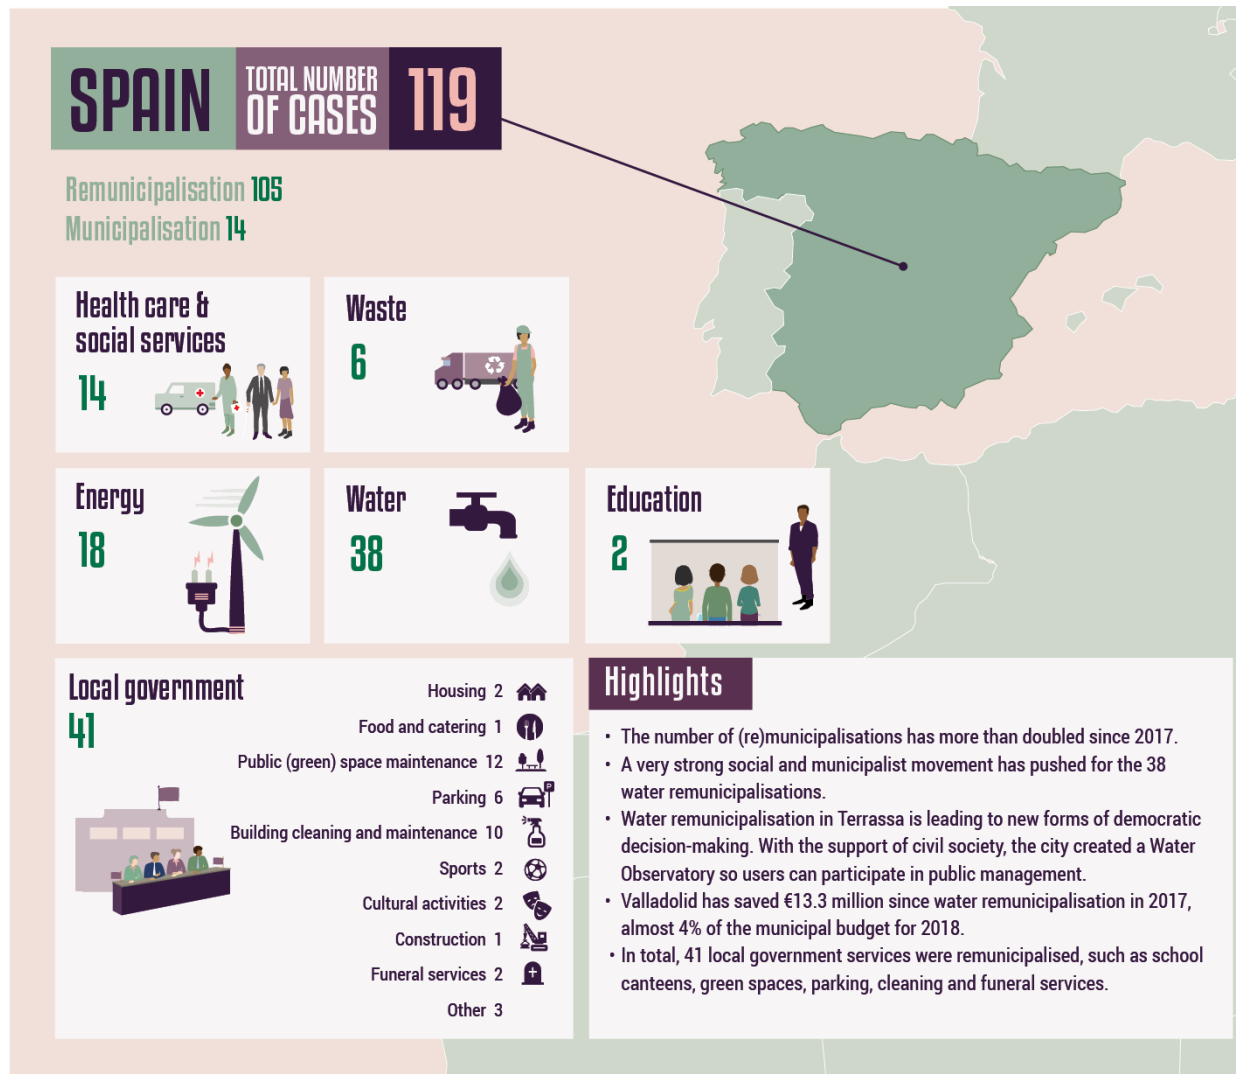 SPAIN
TOTAL NUMBER
OF CASES
119
Remunicipalisation 105
Municipalisation 14
Health care &
social services
14
Waste
6
Energy
18
Water
38
Education
2
Local government
41
Housing 2
Food and catering 1
Public (green) space maintenance 12
Parking 6
P
Building cleaning and maintenance 10
Sports 2
Cultural activities 2
Construction 1
Funeral services 2
Other 3
Highlights
• The number of (re)municipalisations has more than doubled since 2017.
• A very strong social and municipalist movement has pushed for the 38
water remunicipalisations.
• Water remunicipalisation in Terrassa is leading to new forms of democratic
decision-making. With the support of civil society, the city created a Water
Observatory so users can participate in public management.
• Valladolid has saved €13.3 million since water remunicipalisation in 2017,
almost 4% of the municipal budget for 2018.
• In total, 41 local government services were remunicipalised, such as school
canteens, green spaces, parking, cleaning and funeral services.